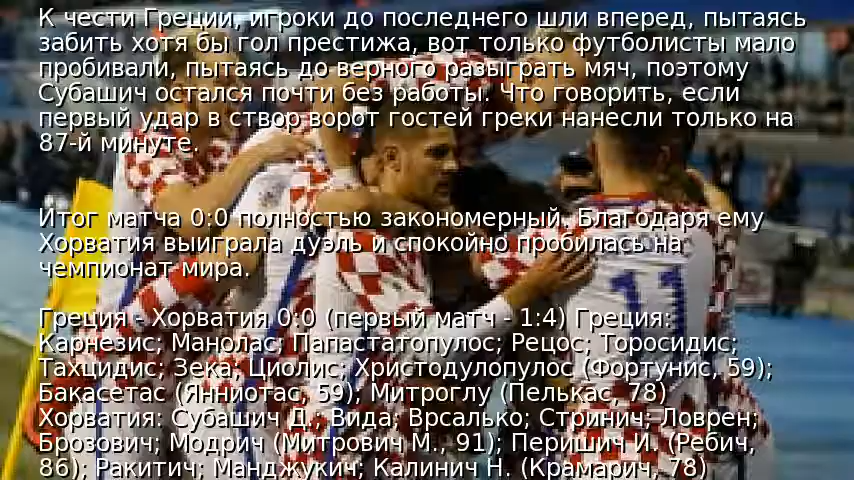 К чести Греции, игроки до последнего шли вперед, пытаясь
забить хотя бы гол престижа, вот только футболисты мало
пробивали, пытаясь до верного разыграть мяч, поэтому
Субашич остался почти без работы. Что говорить, если
первый удар в створ ворот гостей греки нанесли только на
87-й минуте.
Итог матча 0:0 полностью закономерный. Благодаря ему
Хорватия выиграла дуэль и спокойно пробилась на
чемпионат мира.
Греция - Хорватия 0:0 (первый матч - 1:4) Греция:
Карнезис; Манолас; Папастатопулос; Рецос; Торосидис;
Тахцидис; Зека; Циолис; Христодулопулос (Фортунис, 59);
Бакасетас (Янниотас, 59); Митроглу (Пелькас, 78)
Хорватия: Субашич Д.; Вида; Врсалько; Стринич; Ловрен;
Брозович; Модрич (Митрович М., 91); Перишич И. (Ребич,
86); Ракитич; Манджукич; Калинич Н. (Крамарич, 78)
11